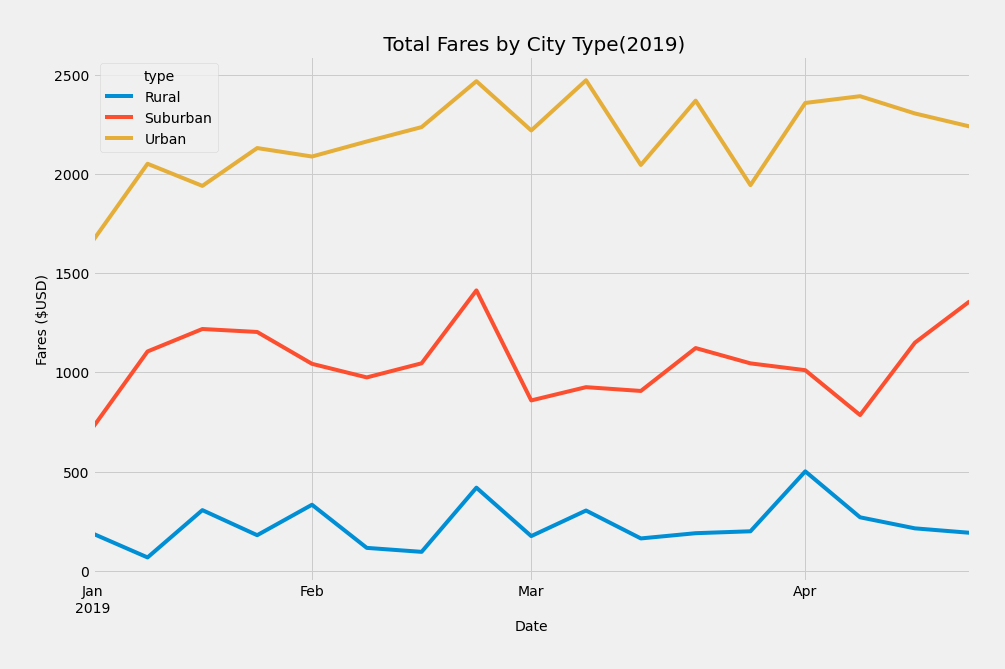 Total Fares by City Type(2019)
type
Rural
Suburban
Urban
2500
2000
1500
1000
500
0
Fares ($USD)
Jan
2019
Feb
Mar
Apr
Date